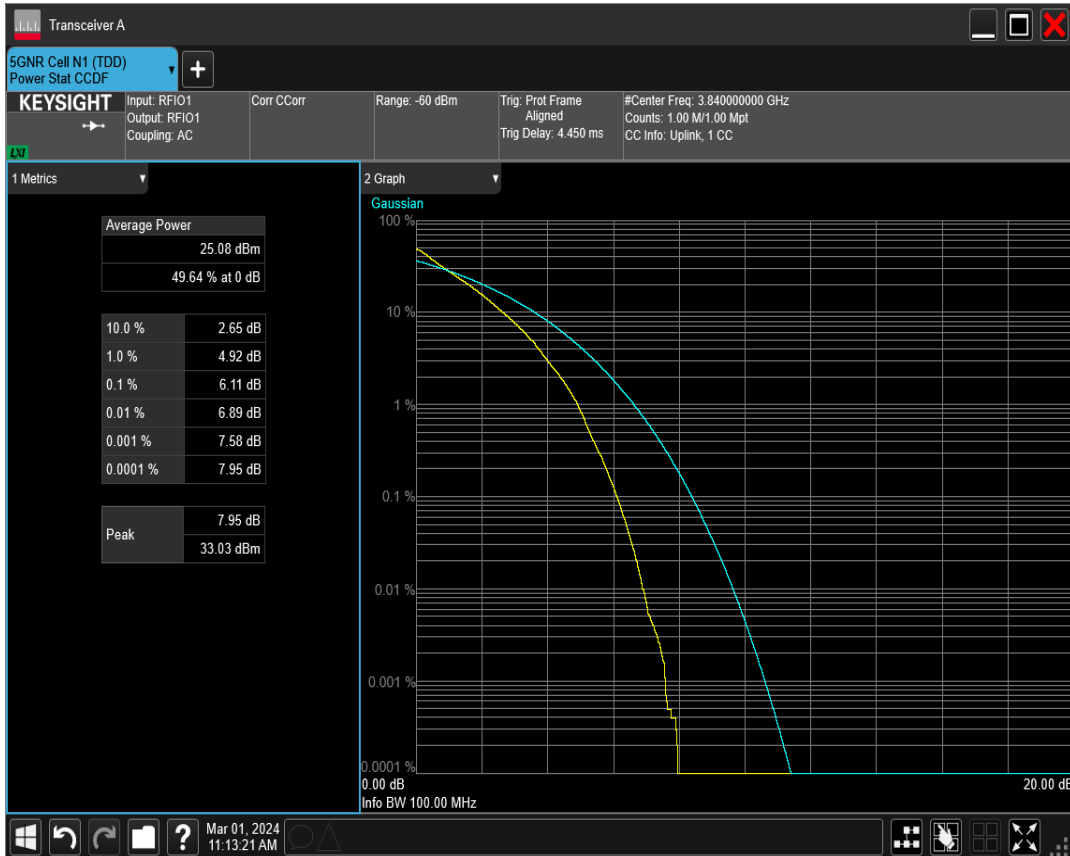 Transceiver A
5GNR Cell N1 (TDD)
Power Stat CCDF
+
KEYSIGHT
LXI
Input: RFIO1
Output: RFIO1
Coupling: AC
Corr CCorr
Range: -60 dBm
Trig: Prot Frame
Aligned
Trig Delay: 4.450 ms
#Center Freq: 3.840000000 GHz
Counts: 1.00 M/1.00 Mpt
CC Info: Uplink, 1 CC
1 Metrics
Average Power
25.08 dBm
49.64 % at 0 dB
10.0 % 2.65 dB
1.0 % 4.92 dB
0.1 % 6.11 dB
0.01 % 6.89 dB
0.001 % 7.58 dB
0.0001 % 7.95 dB
Peak
7.95 dB
33.03 dBm
2 Graph
Gaussian
100 %
10 %
1 %
0.1 %
0.01 %
0.001 %
0.0001 %
0.00 dB 20.00 dB
Info BW 100.00 MHz
?
Mar 01, 2024
11:13:21 AM